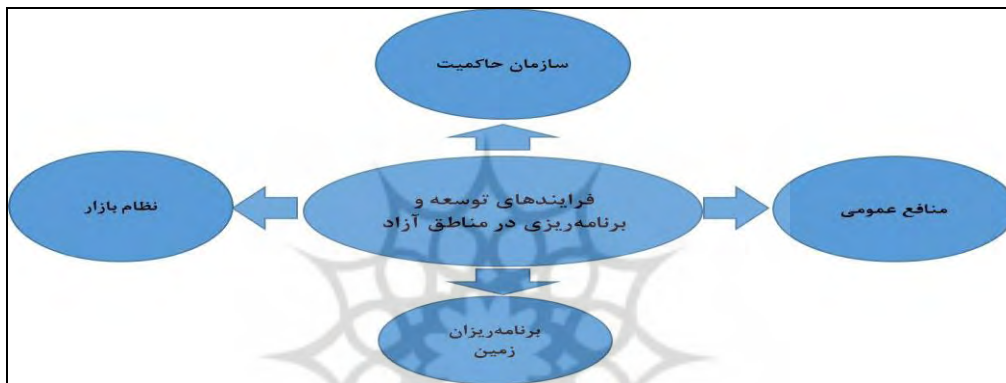 سازمان حاکمیت
منافع عمومی
فرایندهای توسعه و
برنامه‌ریزی در مناطق آزاد
نظام بازار
برنامه‌ریزان
زمین